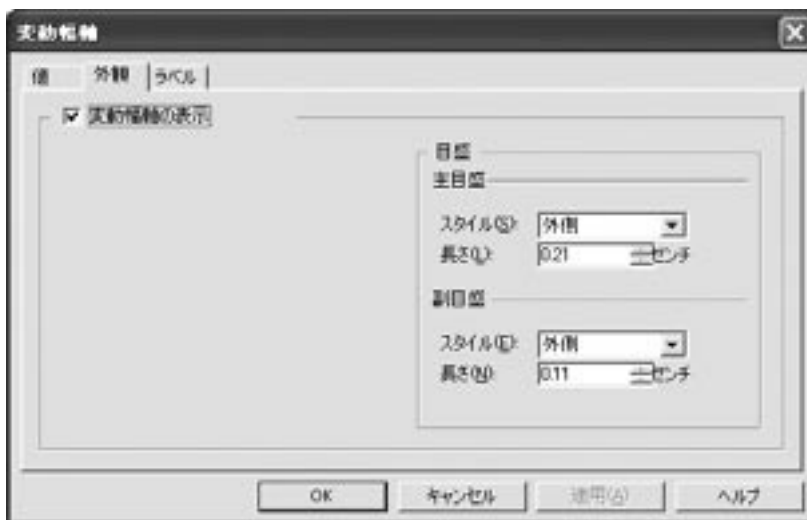 変動幅軸
値 外観 ラベル
変動幅軸の表示
目盛
主目盛
スタイル(S): 外側
長さ(L): 0.21 センチ
副目盛
スタイル(E): 外側
長さ(N): 0.11 センチ
OK キャンセル 適用(A) ヘルプ